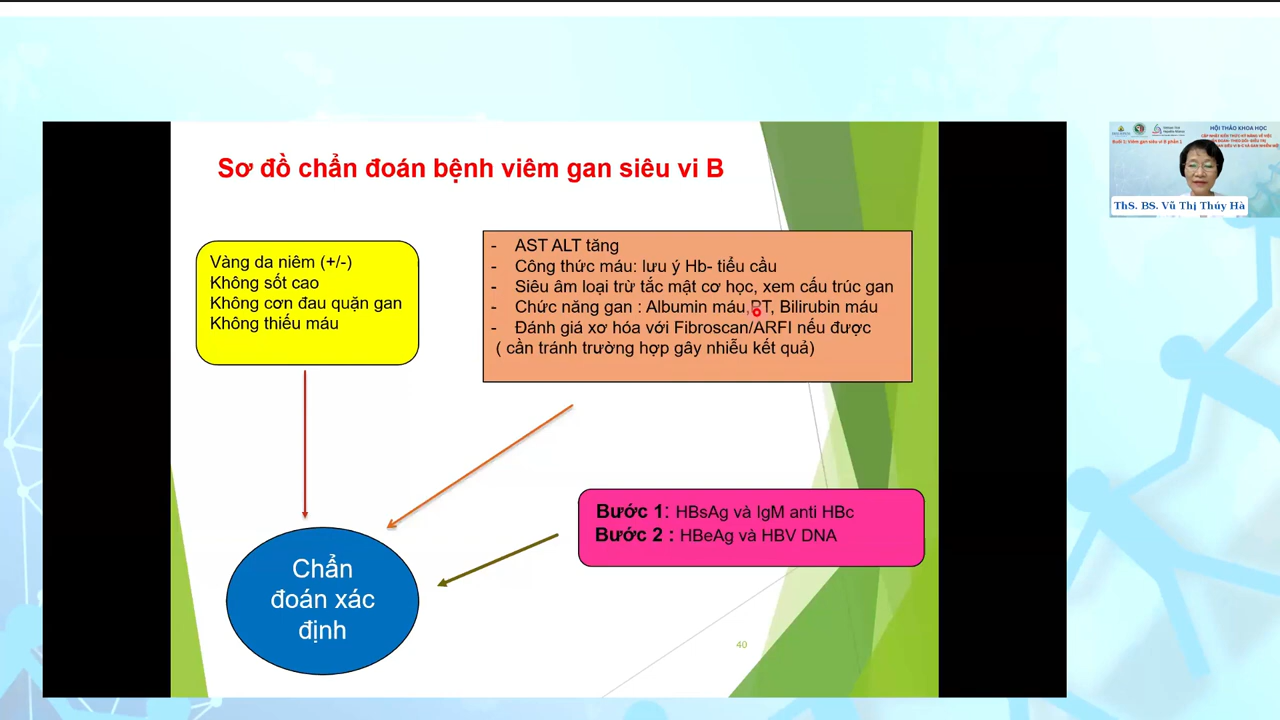 Sơ đồ chẩn đoán bệnh viêm gan siêu vi B
Vàng da niêm (+/-)
Không sốt cao
Không cơn đau quặn gan
Không thiếu máu
- AST ALT tăng
- Công thức máu: lưu ý Hb- tiểu cầu
- Siêu âm loại trừ tắc mật cơ học, xem cấu trúc gan
- Chức năng gan : Albumin máu,PT, Bilirubin máu
- Đánh giá xơ hóa với Fibroscan/ARFI nếu được
( cần tránh trường hợp gây nhiễu kết quả)
Bước 1: HBsAg và IgM anti HBc
Bước 2 : HBeAg và HBV DNA
Chẩn
đoán xác
định
40
HỘI THẢO KHOA HỌC
ThS. BS. Vũ Thị Thúy Hà